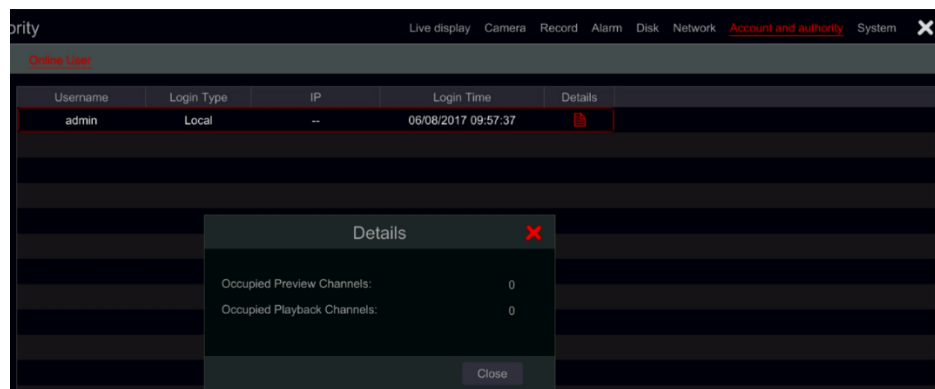 ority Live display Camera Record Alarm Disk Network Account and authority System
Online User
Username Login Type IP Login Time Details
admin Local -- 06/08/2017 09:57:37
Details
Occupied Preview Channels: 0
Occupied Playback Channels: 0
Close